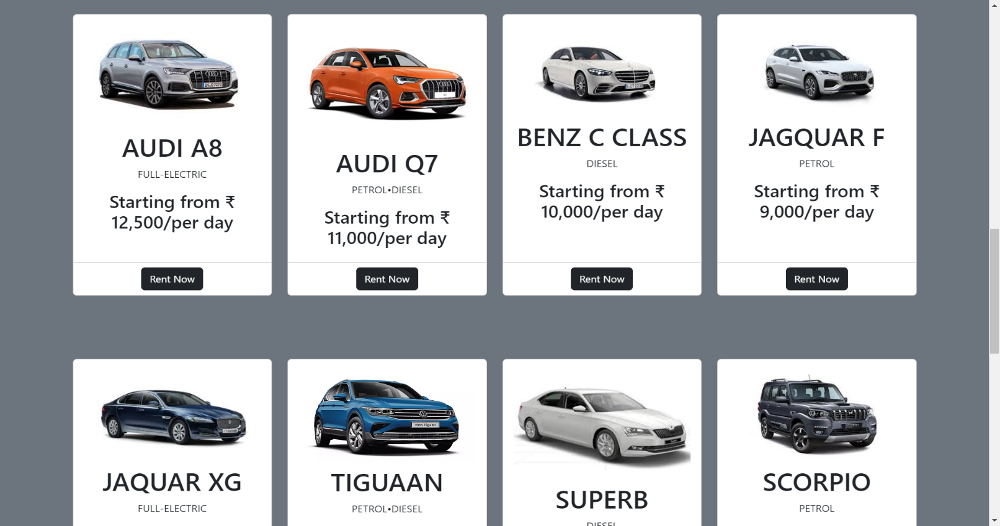 AUDI A8
FULL-ELECTRIC
Starting from ₹
12,500/per day
Rent Now
AUDI Q7
PETROL•DIESEL
Starting from ₹
11,000/per day
Rent Now
BENZ C CLASS
DIESEL
Starting from ₹
10,000/per day
Rent Now
JAGQUAR F
PETROL
Starting from ₹
9,000/per day
Rent Now
JAQUAR XG
FULL-ELECTRIC
New Tiguan
TIGUAAN
PETROL•DIESEL
SUPERB
DIESEL
SCORPIO
PETROL